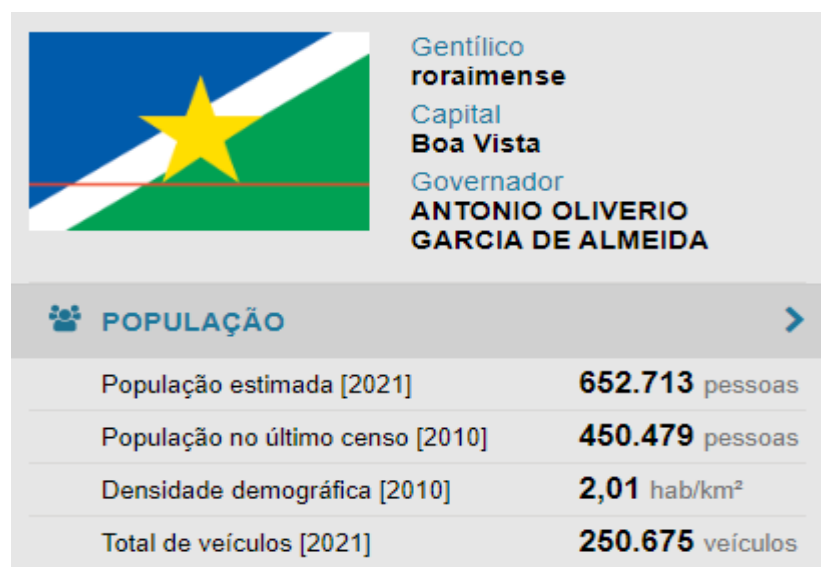 Gentílico
roraimense
Capital
Boa Vista
Governador
ANTONIO OLIVERIO
GARCIA DE ALMEIDA
POPULAÇÃO
População estimada [2021] 652.713 pessoas
População no último censo [2010] 450.479 pessoas
Densidade demográfica [2010] 2,01 hab/km²
Total de veículos [2021] 250.675 veículos